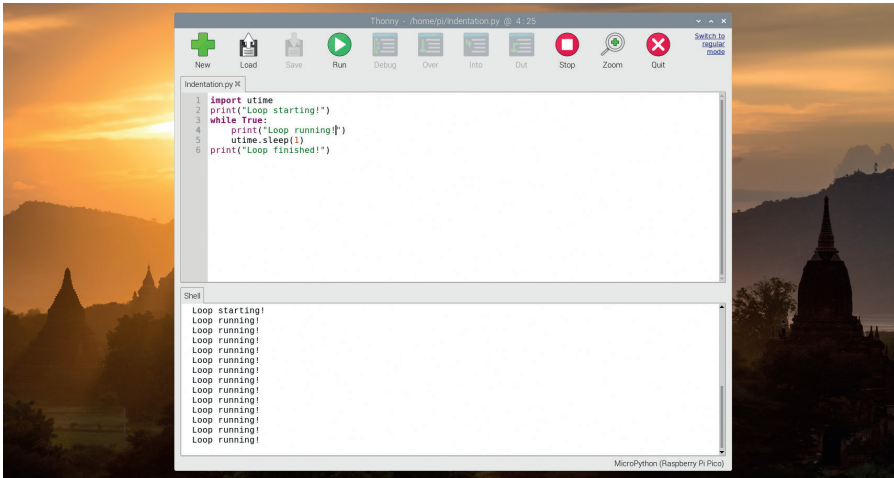 Thonny - /home/pi/Indentation.py @ 4 : 25
New Load Save Run Debug Over Into Out Stop Zoom Quit
Switch to
regular
mode
Indentation.py
1 import utime
2 print("Loop starting!")
3 while True:
4     print("Loop running!")
5     utime.sleep(1)
6 print("Loop finished!")
Shell
Loop starting!
Loop running!
Loop running!
Loop running!
Loop running!
Loop running!
Loop running!
Loop running!
Loop running!
Loop running!
Loop running!
Loop running!
Loop running!
Loop running!
MicroPython (Raspberry Pi Pico)